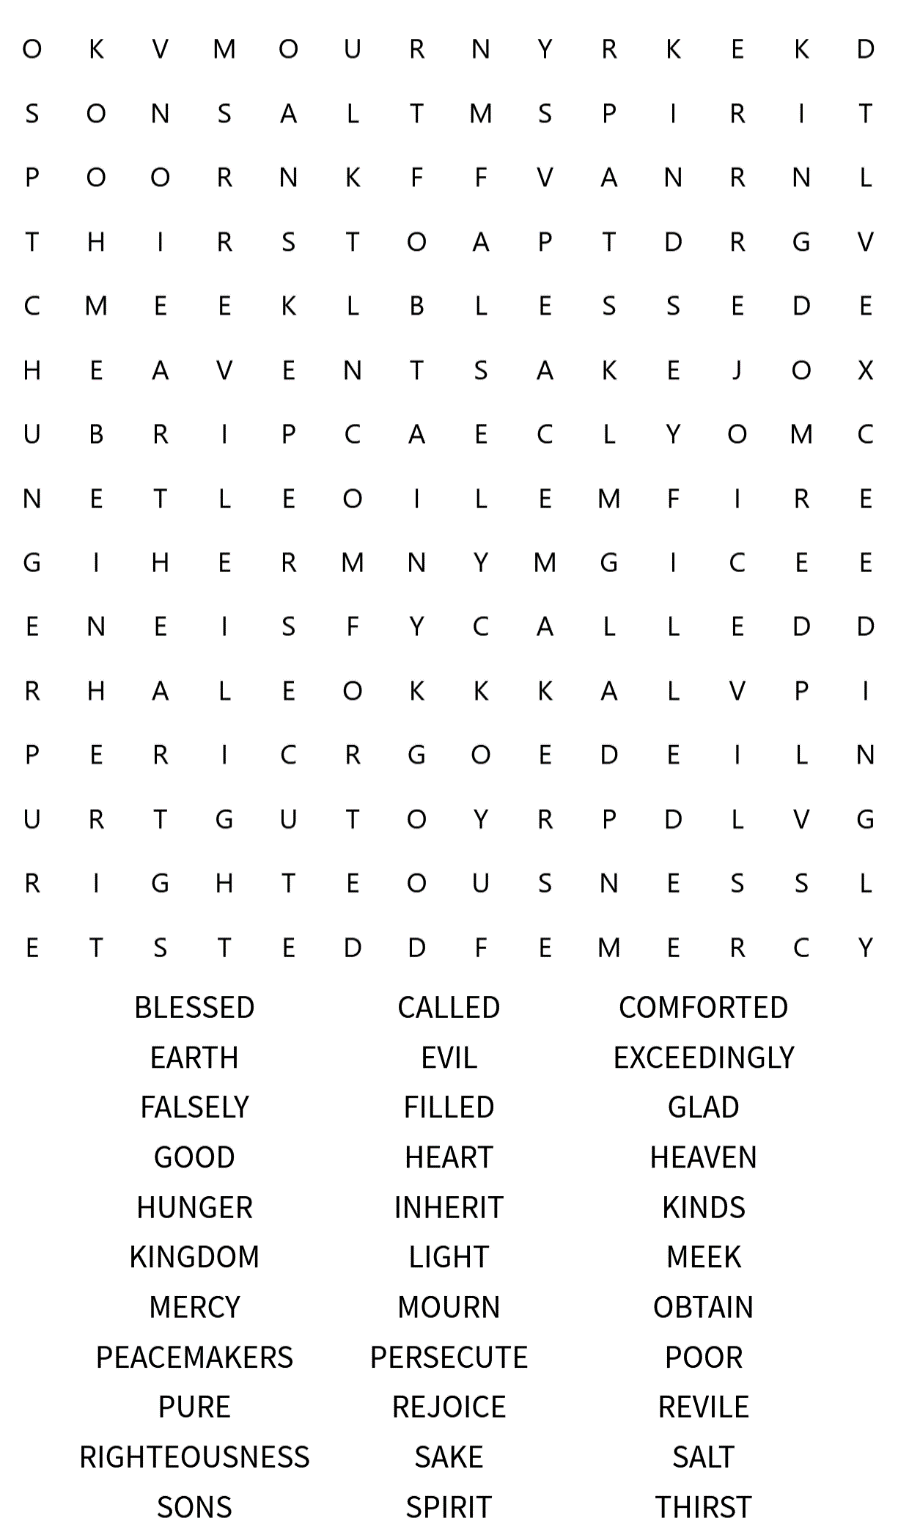 O K V M O U R N Y R K E K D
S O N S A L T M S P I R I T
P O O R N K F F V A N R N L
T H I R S T O A P T D R G V
C M E E K L B L E S S E D E
H E A V E N T S A K E J O X
U B R I P C A E C L Y O M C
N E T L E O I L E M F I R E
G I H E R M N Y M G I C E E
E N E I S F Y C A L L E D D
R H A L E O K K K A L V P I
P E R I C R G O E D E I L N
U R T G U T O Y R P D L V G
R I G H T E O U S N E S S L
E T S T E D D F E M E R C Y
BLESSED CALLED COMFORTED
EARTH EVIL EXCEEDINGLY
FALSELY FILLED GLAD
GOOD HEART HEAVEN
HUNGER INHERIT KINDS
KINGDOM LIGHT MEEK
MERCY MOURN OBTAIN
PEACEMAKERS PERSECUTE POOR
PURE REJOICE REVILE
RIGHTEOUSNESS SAKE SALT
SONS SPIRIT THIRST